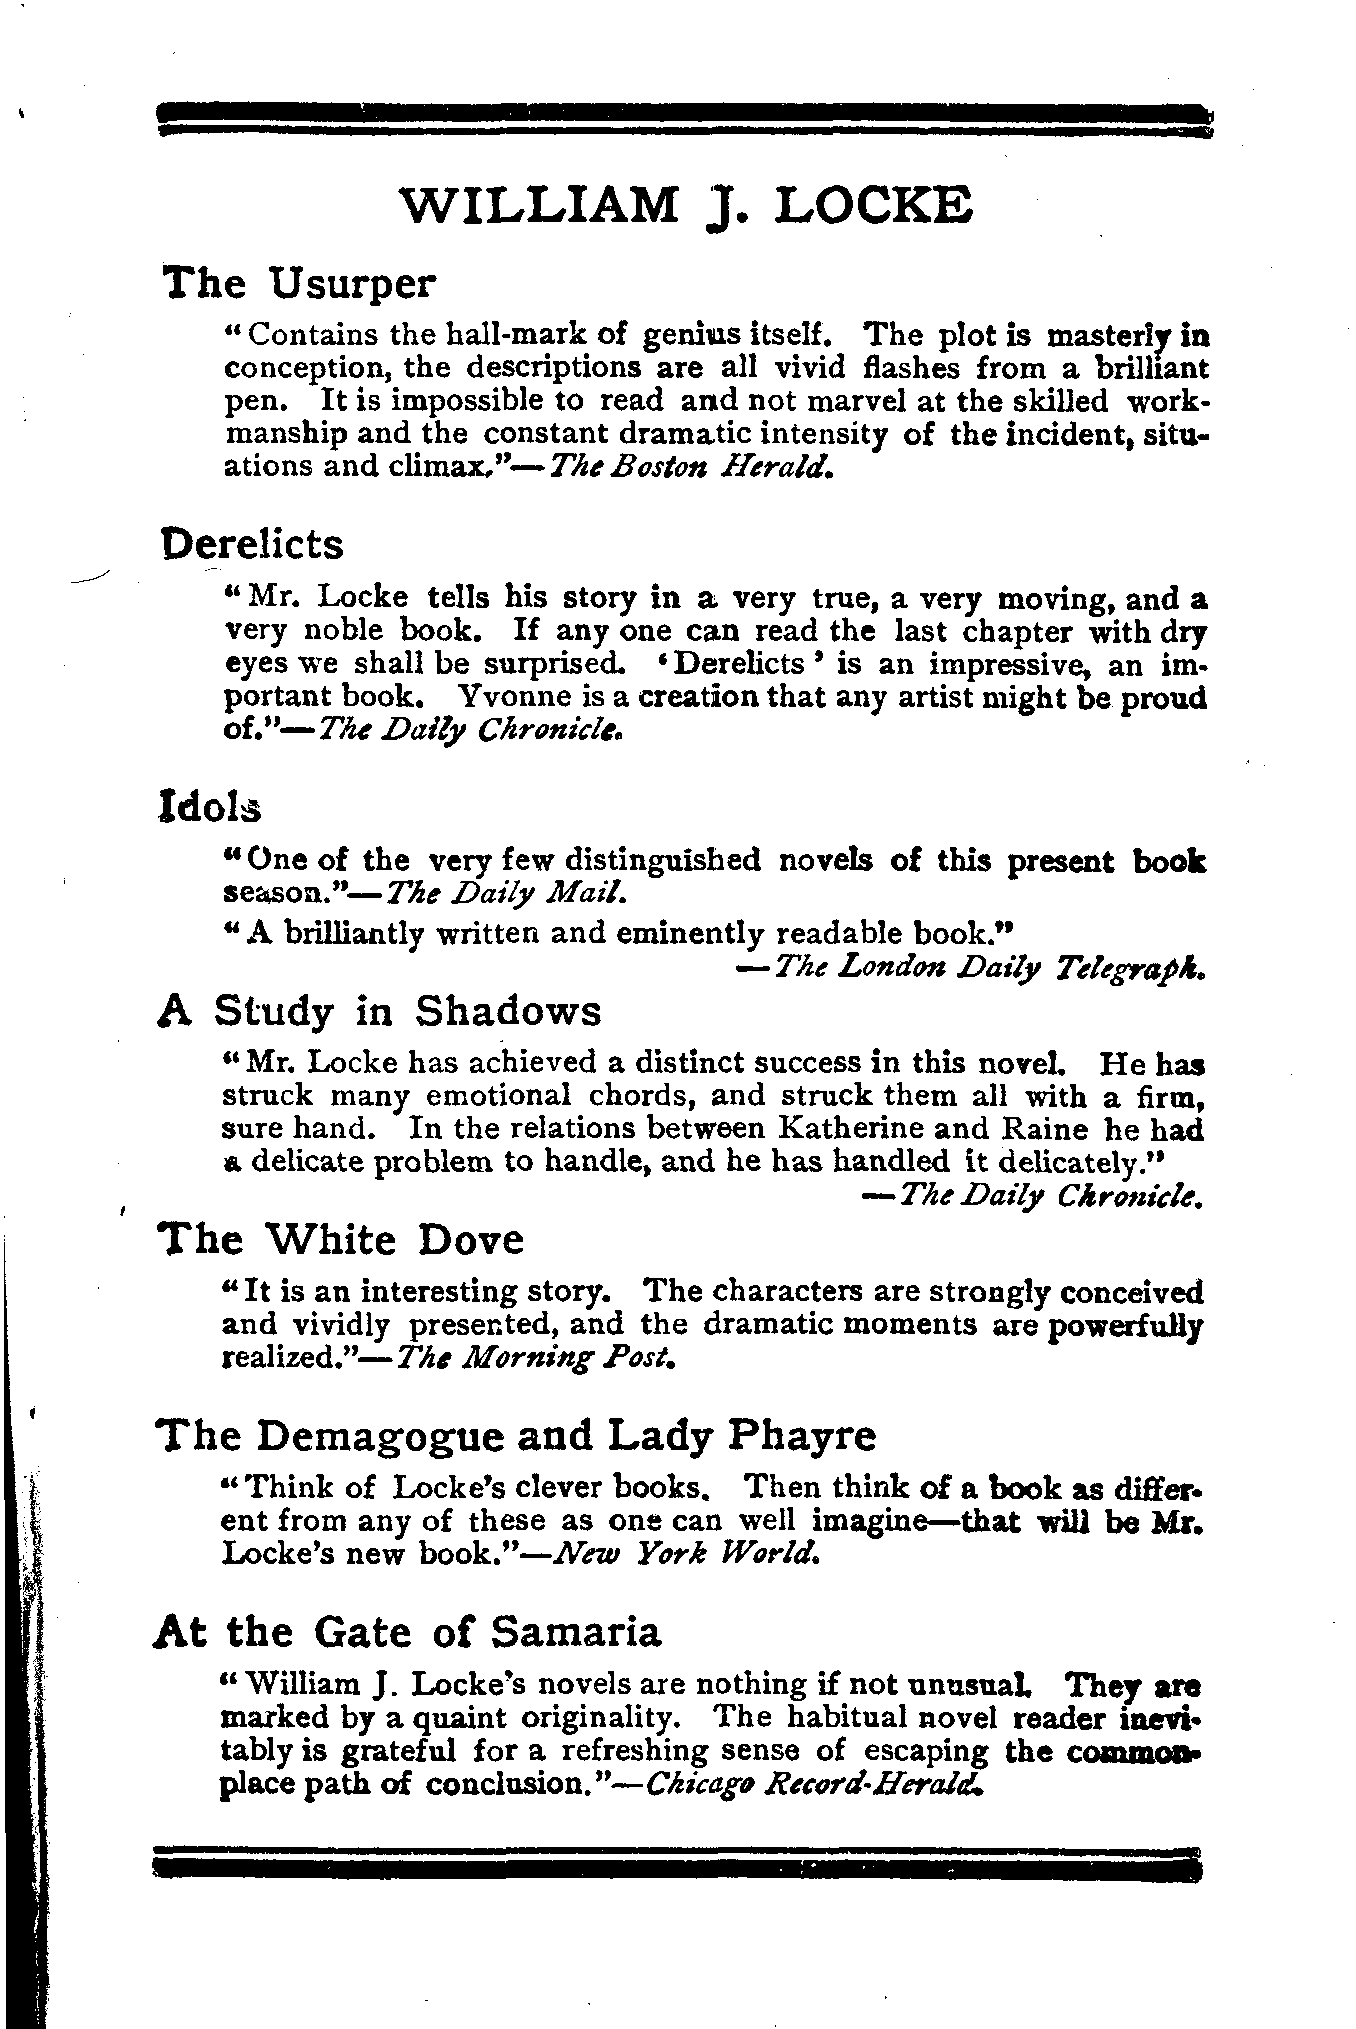 WILLIAM J. LOCKE
The Usurper
“Contains the hall-mark of genius itself. The plot is masterly in
conception, the descriptions are all vivid flashes from a brilliant
pen. It is impossible to read and not marvel at the skilled work-
manship and the constant dramatic intensity of the incident, situ-
ations and climax.”—The Boston Herald.
Derelicts
“Mr. Locke tells his story in a very true, a very moving, and a
very noble book. If any one can read the last chapter with dry
eyes we shall be surprised. ‘Derelicts’ is an impressive, an im-
portant book. Yvonne is a creation that any artist might be proud
of.”—The Daily Chronicle.
Idols
“One of the very few distinguished novels of this present book
season.”—The Daily Mail.
“A brilliantly written and eminently readable book.”
—The London Daily Telegraph.
A Study in Shadows
“Mr. Locke has achieved a distinct success in this novel. He has
struck many emotional chords, and struck them all with a firm,
sure hand. In the relations between Katherine and Raine he had
a delicate problem to handle, and he has handled it delicately.”
—The Daily Chronicle.
The White Dove
“It is an interesting story. The characters are strongly conceived
and vividly presented, and the dramatic moments are powerfully
realized.”—The Morning Post.
The Demagogue and Lady Phayre
“Think of Locke’s clever books. Then think of a book as differ-
ent from any of these as one can well imagine—that will be Mr.
Locke’s new book.”—New York World.
At the Gate of Samaria
“William J. Locke’s novels are nothing if not unusual. They are
marked by a quaint originality. The habitual novel reader inevi-
tably is grateful for a refreshing sense of escaping the common-
place path of conclusion.”—Chicago Record-Herald.